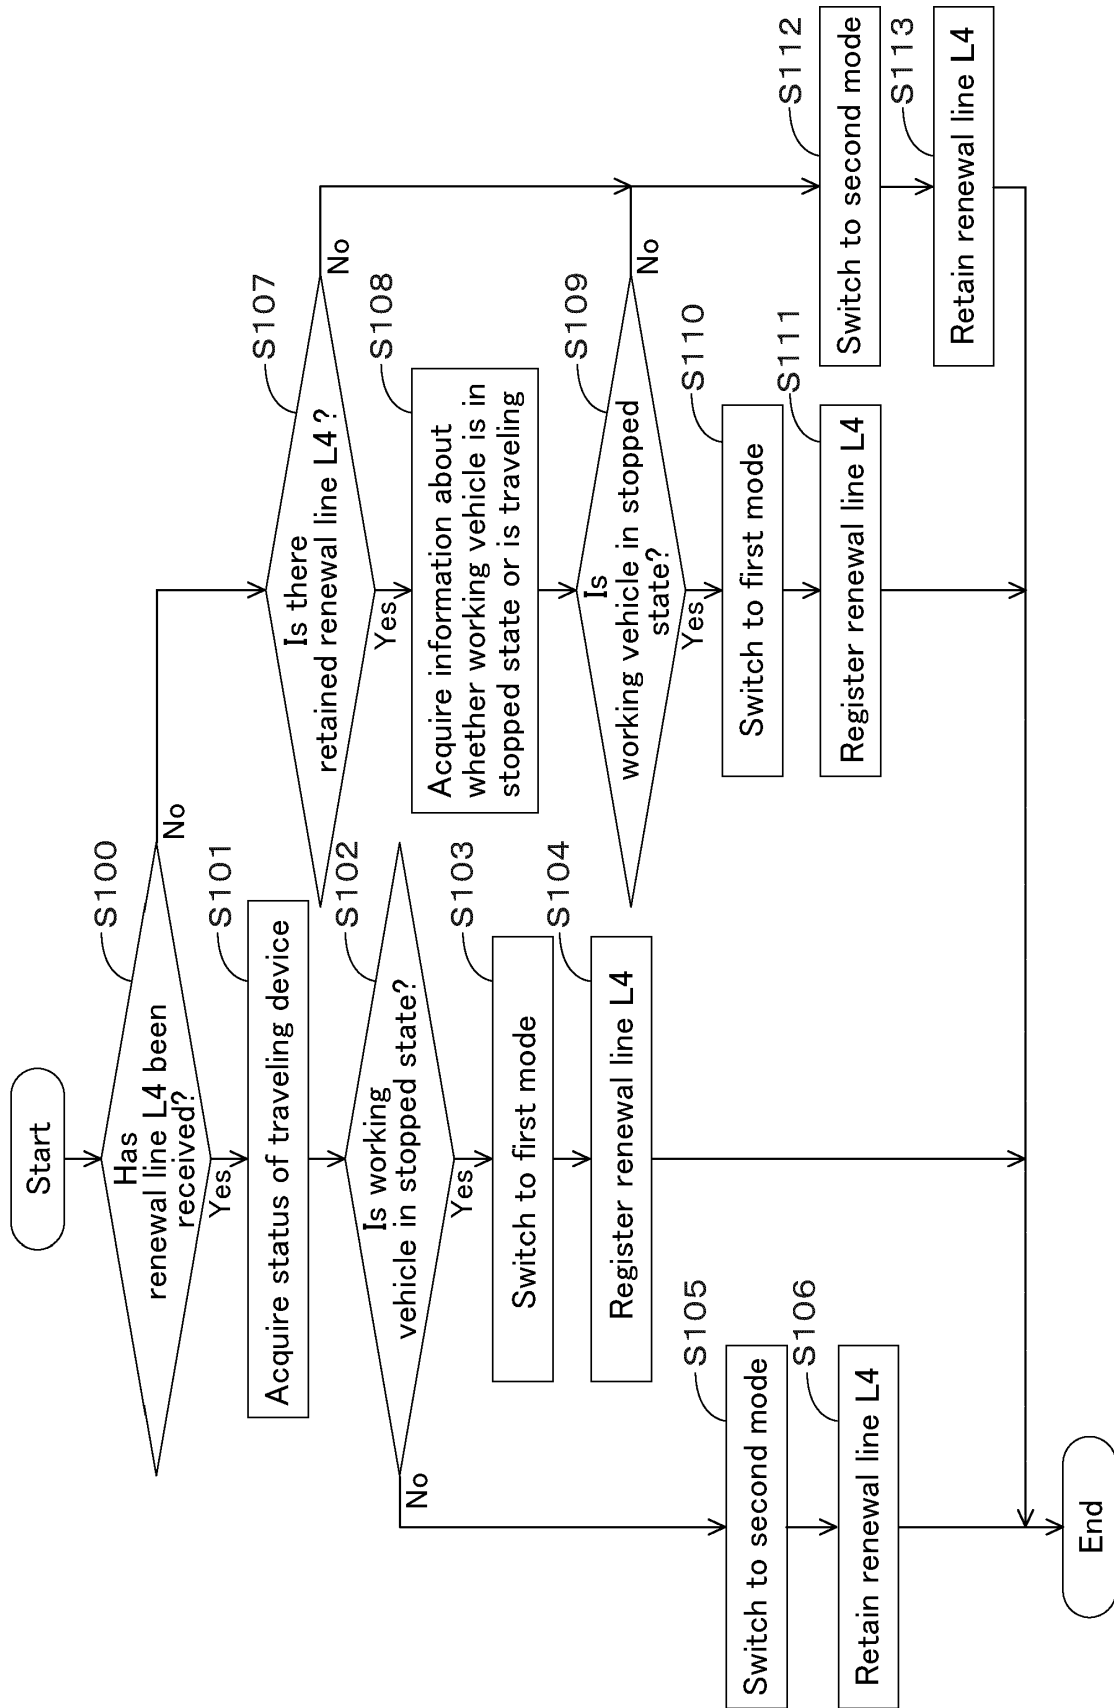 Start
S100
Has
renewal line L4 been
received?
Yes
No
S101
Acquire status of traveling device
S102
Is working
vehicle in stopped state?
Yes
No
S103
Switch to first mode
S104
Register renewal line L4
S105
Switch to second mode
S106
Retain renewal line L4
S107
Is there
retained renewal line L4?
Yes
No
S108
Acquire information about
whether working vehicle is in
stopped state or is traveling
S109
Is
working vehicle in stopped
state?
Yes
No
S110
Switch to first mode
S111
Register renewal line L4
S112
Switch to second mode
S113
Retain renewal line L4
End